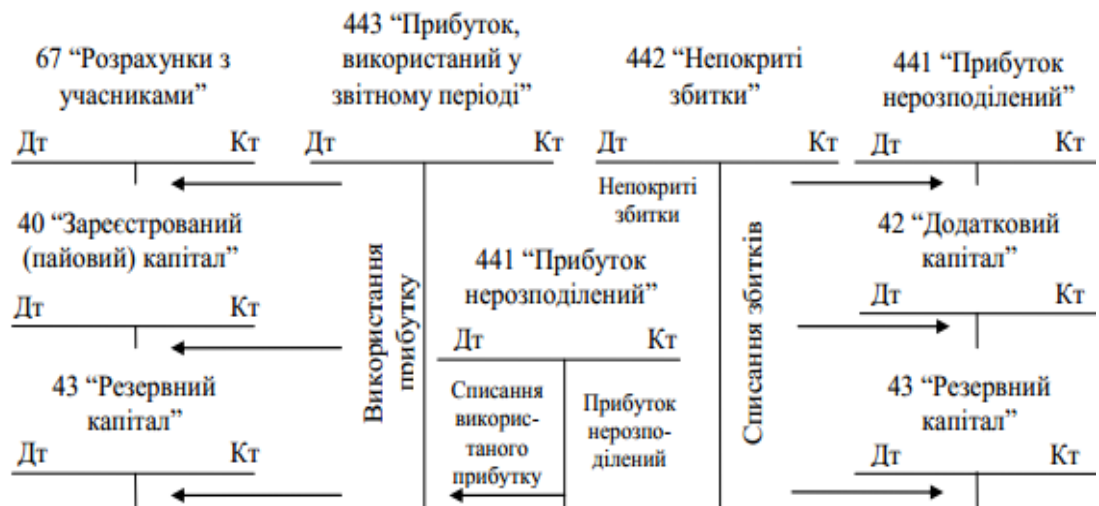 67 “Розрахунки з
учасниками”
443 “Прибуток,
використаний у
звітному періоді”
442 “Непокриті
збитки”
441 “Прибуток
нерозподілений”
Дт Кт
Дт Кт
Дт Кт
Дт Кт
Непокриті
збитки
40 “Зареєстрований
(пайовий) капітал”
Дт Кт
43 “Резервний
капітал”
Дт Кт
Використання
прибутку
441 “Прибуток
нерозподілений”
Дт Кт
Списання
викорис-
таного
прибутку
Прибуток
нерозпо-
ділений
Списання збитків
42 “Додатковий
капітал”
Дт Кт
43 “Резервний
капітал”
Дт Кт